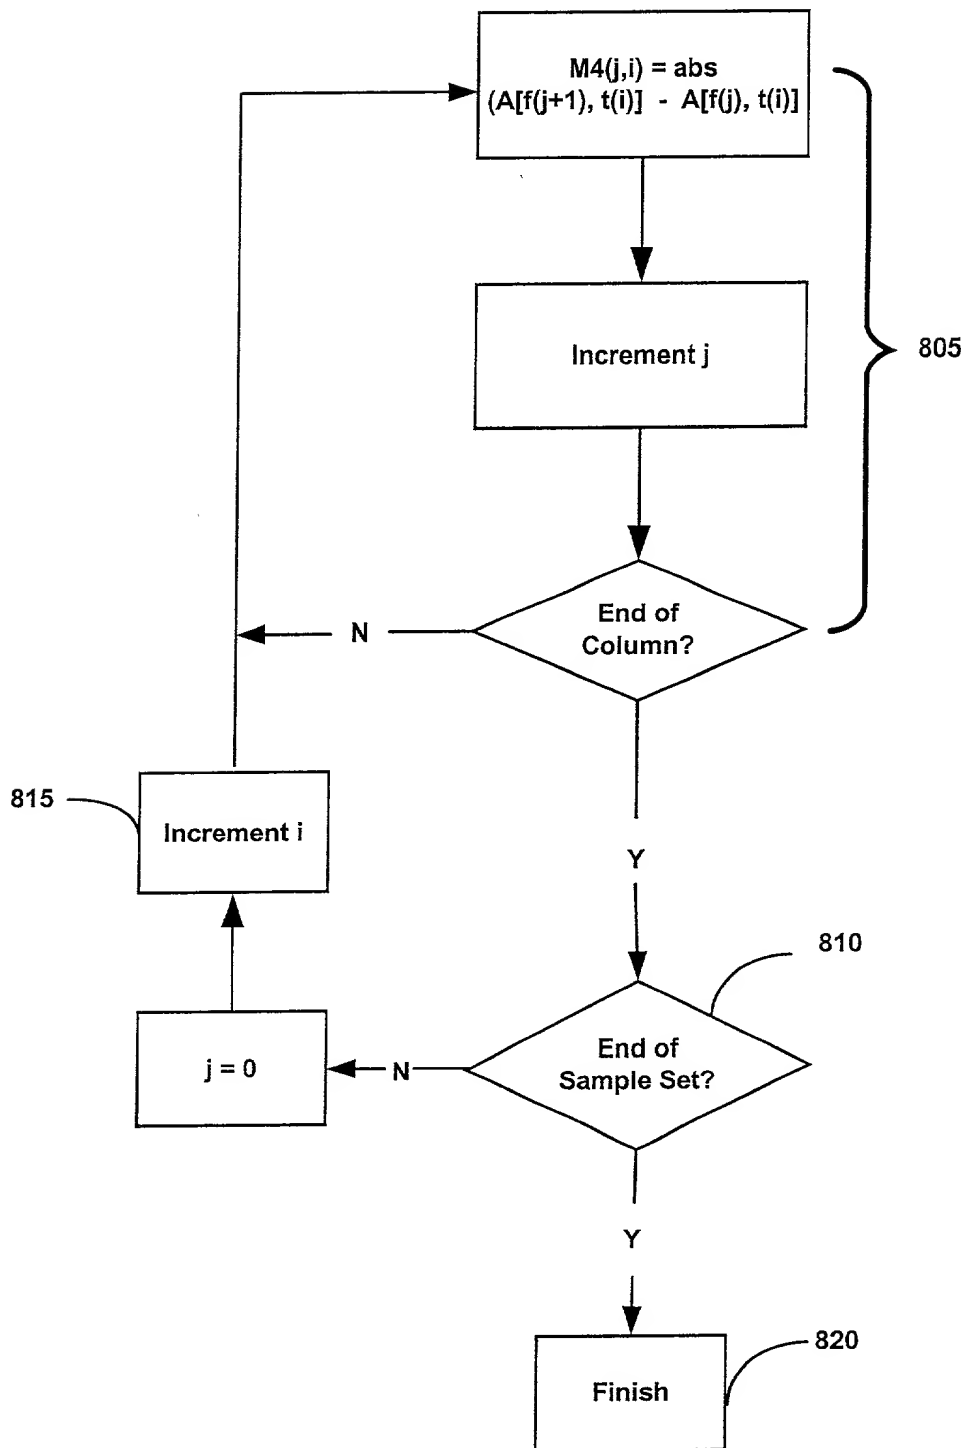 M4(j,i) = abs
(A[f(j+1), t(i)] - A[f(j), t(i)]
Increment j
805
End of
Column?
N
815
Increment i
Y
810
End of
Sample Set?
N
j = 0
Y
820
Finish